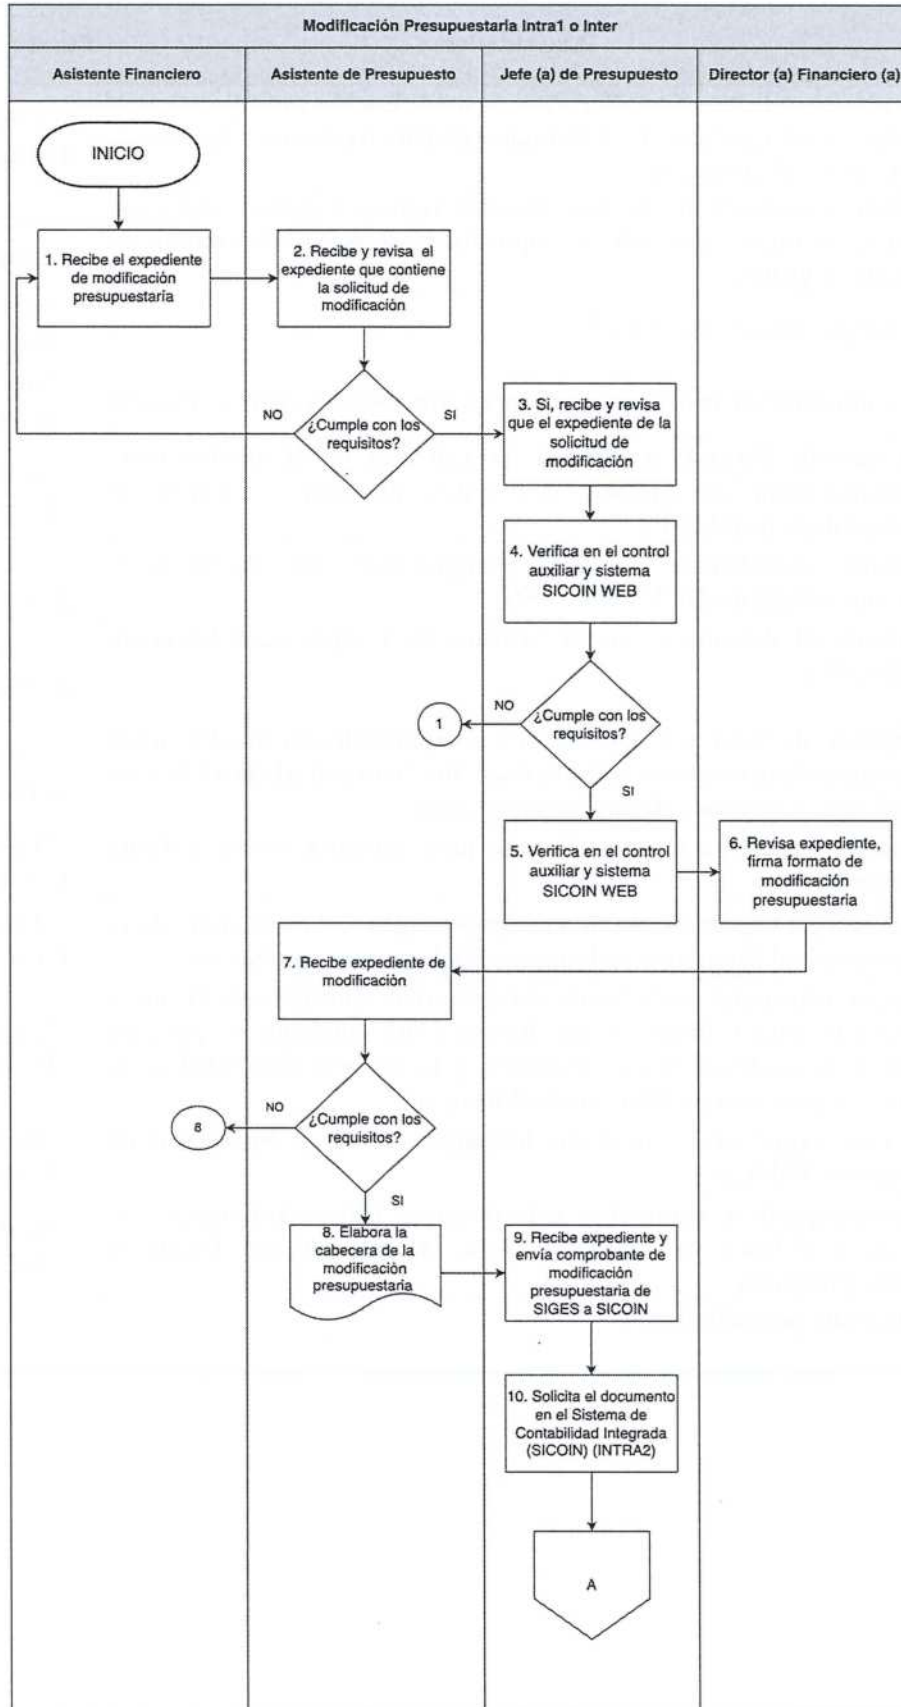 Modificación Presupuestaria Intra1 o Inter
Asistente Financiero
Asistente de Presupuesto
Jefe (a) de Presupuesto
Director (a) Financiero (a)
INICIO
1. Recibe el expediente
de modificación
presupuestaria
2. Recibe y revisa el
expediente que contiene
la solicitud de
modificación
NO
¿Cumple con los
requisitos?
SI
3. Si, recibe y revisa
que el expediente de la
solicitud de
modificación
4. Verifica en el control
auxiliar y sistema
SICOIN WEB
1
NO
¿Cumple con los
requisitos?
SI
5. Verifica en el control
auxiliar y sistema
SICOIN WEB
6. Revisa expediente,
firma formato de
modificación
presupuestaria
7. Recibe expediente de
modificación
8
NO
¿Cumple con los
requisitos?
SI
8. Elabora la
cabecera de la
modificación
presupuestaria
9. Recibe expediente y
envía comprobante de
modificación
presupuestaria de
SIGES a SICOIN
10. Solicita el documento
en el Sistema de
Contabilidad Integrada
(SICOIN) (INTRA2)
A